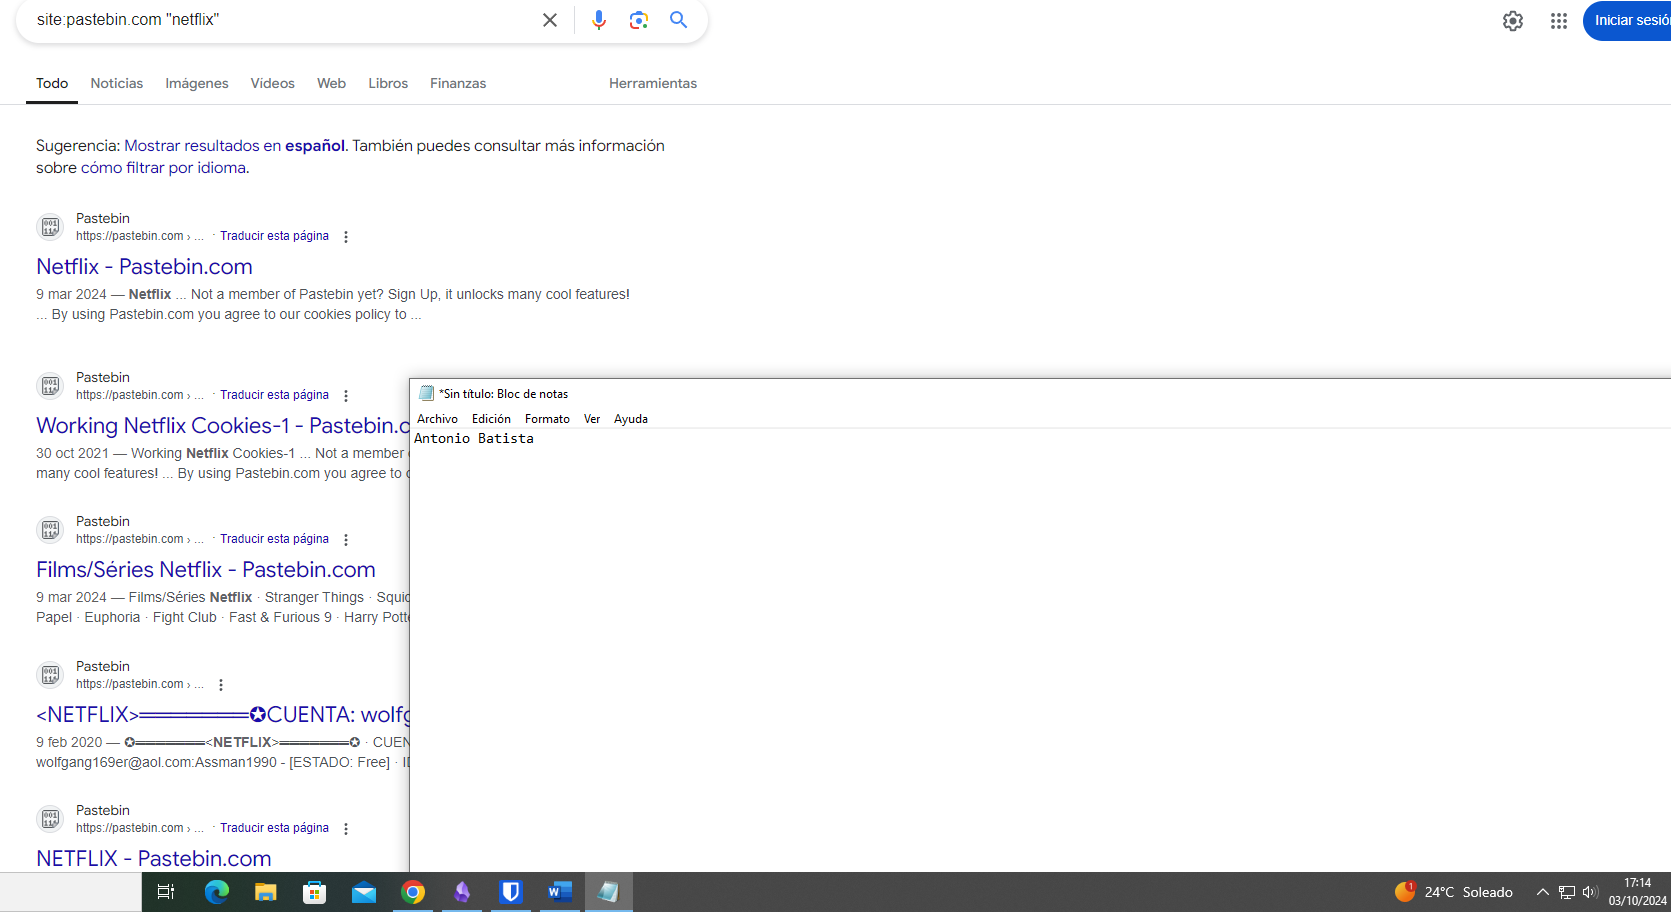 site:pastebin.com "netflix"
Iniciar sesió
Todo Noticias Imágenes Vídeos Web Libros Finanzas Herramientas
Sugerencia: Mostrar resultados en español. También puedes consultar más información
sobre cómo filtrar por idioma.
Pastebin
https://pastebin.com › ... · Traducir esta página
Netflix - Pastebin.com
9 mar 2024 — Netflix ... Not a member of Pastebin yet? Sign Up, it unlocks many cool features!
... By using Pastebin.com you agree to our cookies policy to ...
Pastebin
https://pastebin.com › ... · Traducir esta página
Working Netflix Cookies-1 - Pastebin.c
30 oct 2021 — Working Netflix Cookies-1 ... Not a member
many cool features! ... By using Pastebin.com you agree to
Pastebin
https://pastebin.com › ... · Traducir esta página
Films/Séries Netflix - Pastebin.com
9 mar 2024 — Films/Séries Netflix · Stranger Things · Squid
Papel · Euphoria · Fight Club · Fast & Furious 9 · Harry Potte
Pastebin
https://pastebin.com › ...
<NETFLIX>═══════✪CUENTA: wolfg
9 feb 2020 — ✪═══════<NETFLIX>═══════✪ · CUEN
wolfgang169er@aol.com:Assman1990 - [ESTADO: Free] · I
Pastebin
https://pastebin.com › ... · Traducir esta página
NETFLIX - Pastebin.com
*Sin título: Bloc de notas
Archivo Edición Formato Ver Ayuda
Antonio Batista
1 24°C Soleado
17:14
03/10/2024